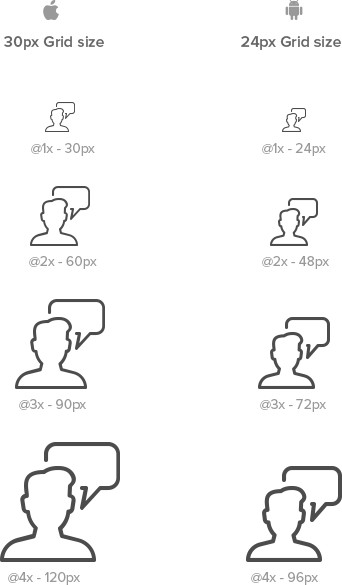 30px Grid size
24px Grid size
@1x - 30px
@1x - 24px
@2x - 60px
@2x - 48px
@3x - 90px
@3x - 72px
@4x - 120px
@4x - 96px